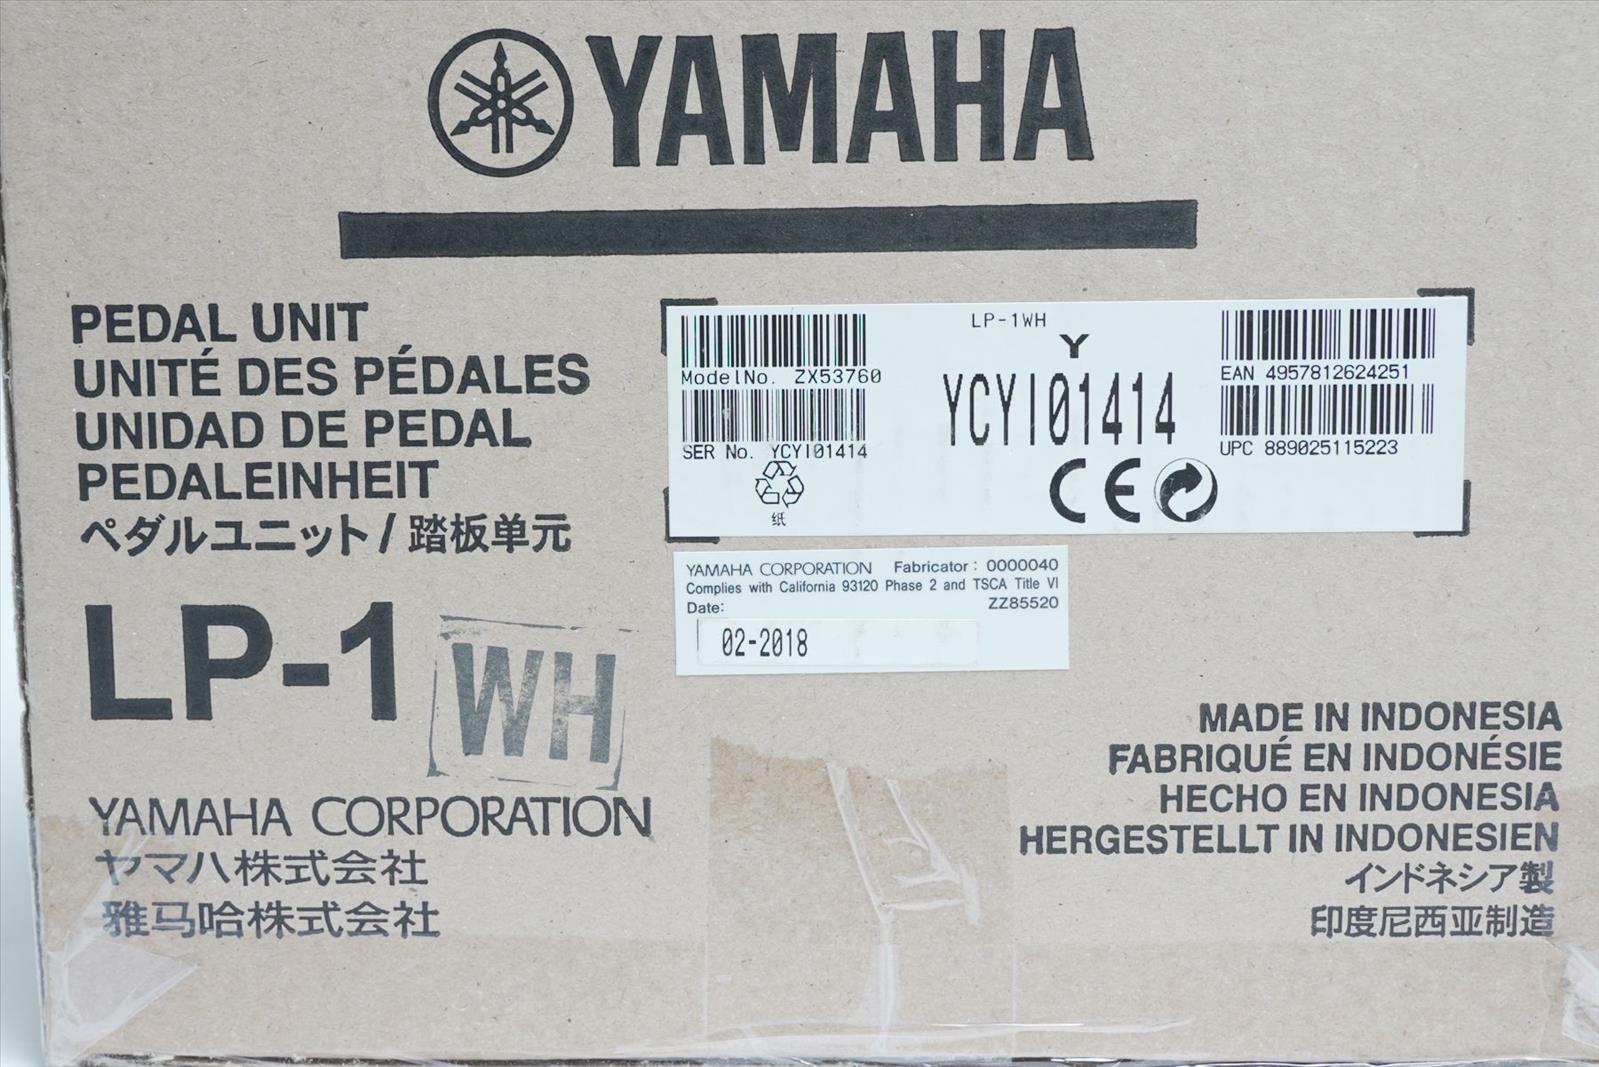 YAMAHA
PEDAL UNIT
UNITÉ DES PÉDALES
UNIDAD DE PEDAL
PEDALEINHEIT
ペダルユニット/踏板单元
LP-1 WH
YAMAHA CORPORATION
ヤマハ株式会社
雅马哈株式会社
LP-1WH
Y
YCYI01414
ModelNo. ZX53760
SER No. YCYI01414
纸
CE
EAN 4957812624251
UPC 889025115223
YAMAHA CORPORATION Fabricator : 0000040
Complies with California 93120 Phase 2 and TSCA Title VI
Date: ZZ85520
02-2018
MADE IN INDONESIA
FABRIQUÉ EN INDONÉSIE
HECHO EN INDONESIA
HERGESTELLT IN INDONESIEN
インドネシア製
印度尼西亚制造